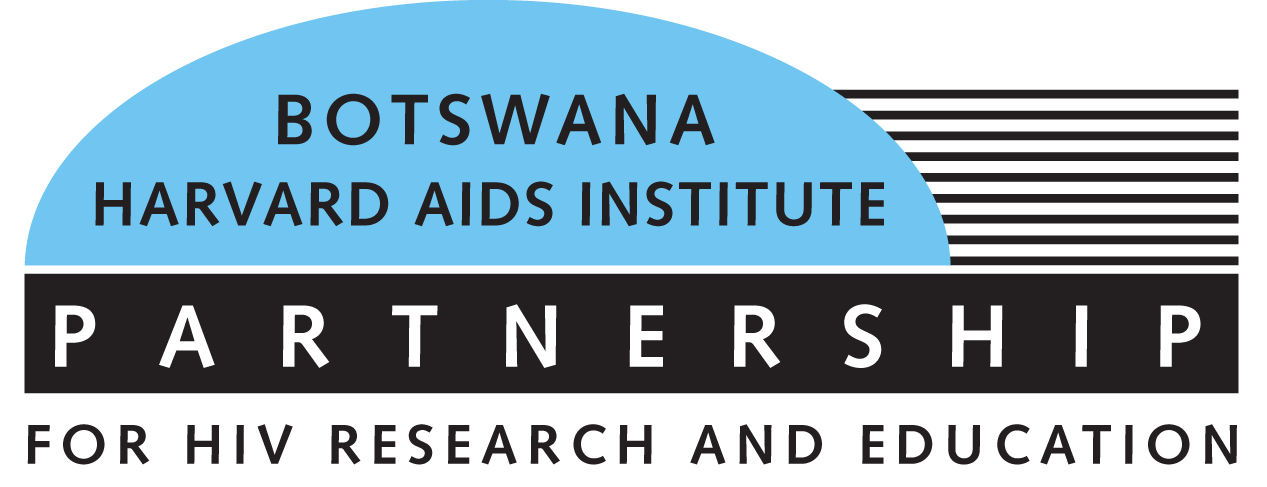 BOTSWANA
HARVARD AIDS INSTITUTE
PARTNERSHIP
FOR HIV RESEARCH AND EDUCATION